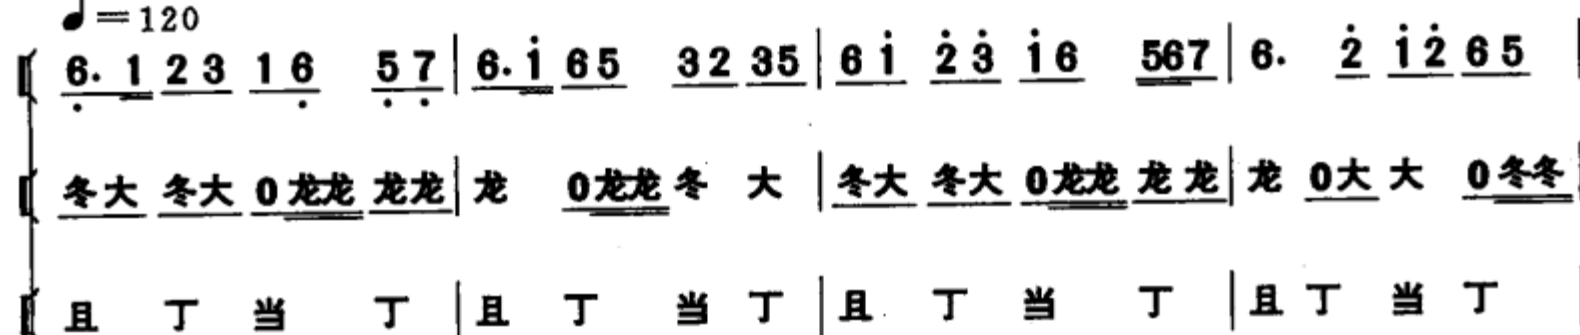 ♩=120
6̣. 1 2 3 1 6̣ 5̣ 7̣ | 6. i̇ 6 5 3 2 3 5 | 6 i̇ 2̇ 3̇ i̇ 6 5 6 7 | 6. 2̇ i̇ 2̇ 6 5
冬大 冬大 0 龙龙 龙龙 | 龙 0龙龙 冬 大 | 冬大 冬大 0龙龙 龙龙 | 龙 0大 大 0冬冬
且 丁 当 丁 | 且 丁 当 丁 | 且 丁 当 丁 | 且 丁 当 丁